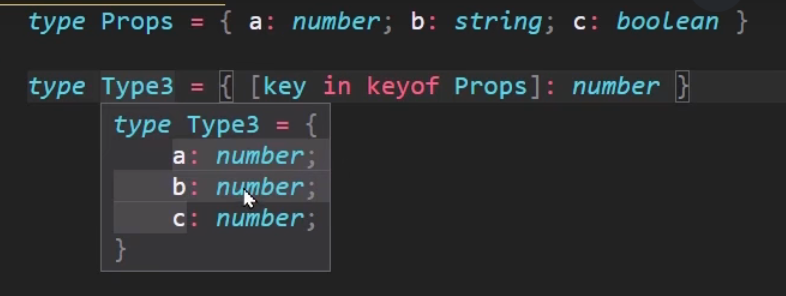 type Props = { a: number; b: string; c: boolean }
type Type3 = { [key in keyof Props]: number }
type Type3 = {
a: number;
b: number;
c: number;
}